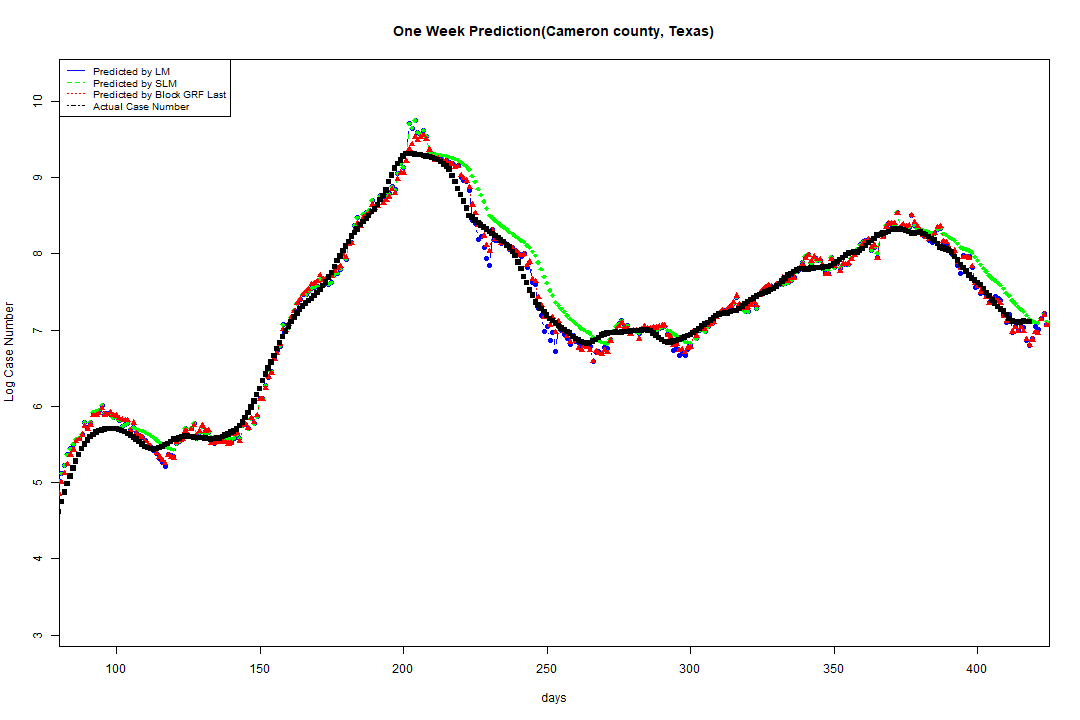 One Week Prediction(Cameron county, Texas)
Predicted by LM
Predicted by SLM
Predicted by Block GRF Last
Actual Case Number
10
9
8
7
6
5
4
3
Log Case Number
100 150 200 250 300 350 400
days